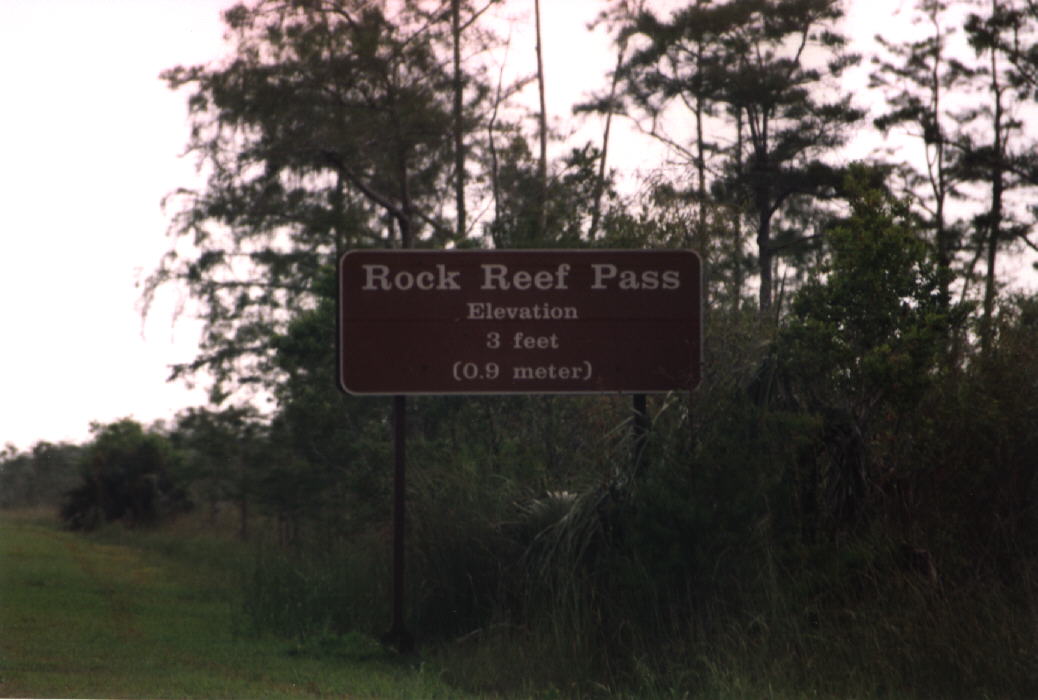 Rock Reef Pass
Elevation
3 feet
(0.9 meter)